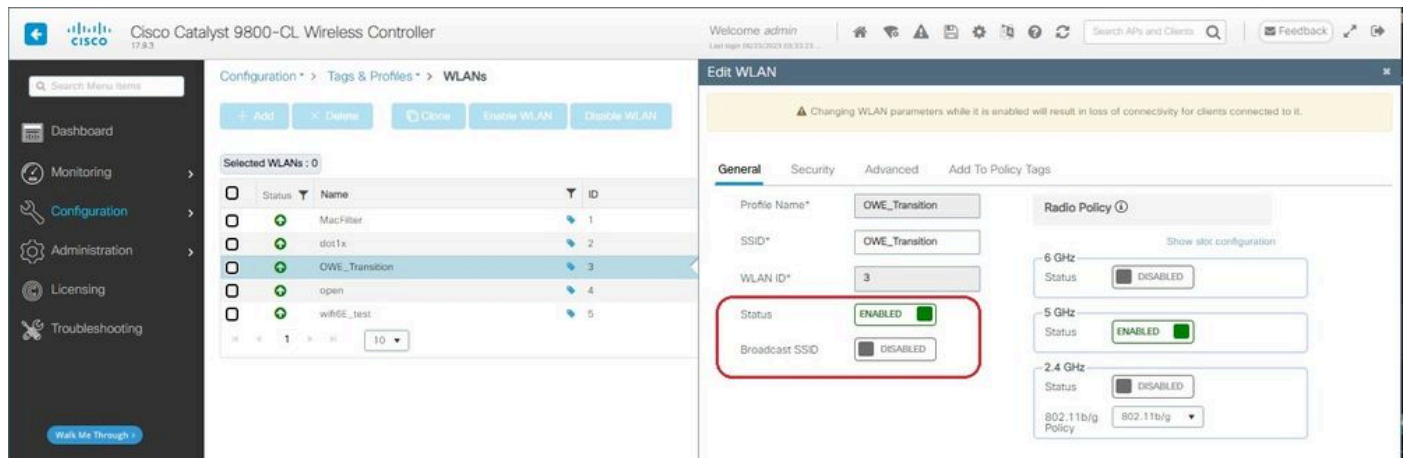 CISCO
Cisco Catalyst 9800-CL Wireless Controller
17.9.3
Welcome admin
Search APs and Clients
Feedback
Search Menu Items
Dashboard
Monitoring
Configuration
Administration
Licensing
Troubleshooting
Walk Me Through >
Configuration > Tags & Profiles > WLANs
+ Add × Delete Clone Enable WLAN Disable WLAN
Selected WLANs : 0
Status Name ID
MacFilter 1
dot1x 2
OWE_Transition 3
open 4
wifi6E_test 5
1 10
Edit WLAN
Changing WLAN parameters while it is enabled will result in loss of connectivity for clients connected to it.
General Security Advanced Add To Policy Tags
Profile Name* OWE_Transition
SSID* OWE_Transition
WLAN ID* 3
Status ENABLED
Broadcast SSID DISABLED
Radio Policy
Show slot configuration
6 GHz
Status DISABLED
5 GHz
Status ENABLED
2.4 GHz
Status DISABLED
802.11b/g Policy 802.11b/g